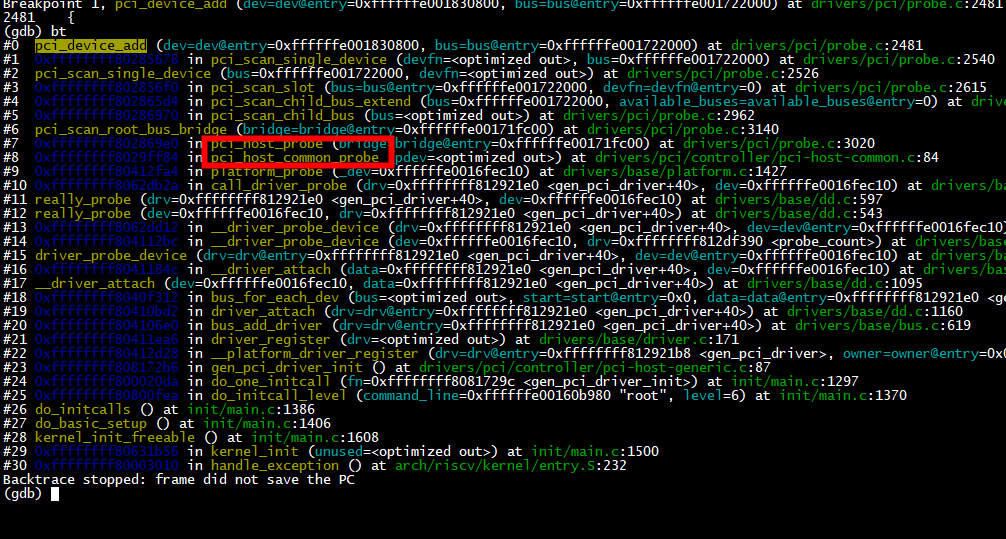 Breakpoint 1, pci_device_add (dev=dev@entry=0xffffffe001830800, bus=bus@entry=0xffffffe001722000) at drivers/pci/probe.c:2481
2481 {
(gdb) bt
#0 pci_device_add (dev=dev@entry=0xffffffe001830800, bus=bus@entry=0xffffffe001722000) at drivers/pci/probe.c:2481
#1 0xffffffff80285678 in pci_scan_single_device (devfn=<optimized out>, bus=0xffffffe001722000) at drivers/pci/probe.c:2540
#2 pci_scan_single_device (bus=0xffffffe001722000, devfn=<optimized out>) at drivers/pci/probe.c:2526
#3 0xffffffff802856f0 in pci_scan_slot (bus=bus@entry=0xffffffe001722000, devfn=devfn@entry=0) at drivers/pci/probe.c:2615
#4 0xffffffff802865d4 in pci_scan_child_bus_extend (bus=0xffffffe001722000, available_buses=available_buses@entry=0) at drivers/p
#5 0xffffffff80286970 in pci_scan_child_bus (bus=<optimized out>) at drivers/pci/probe.c:2962
#6 pci_scan_root_bus_bridge (bridge=bridge@entry=0xffffffe00171fc00) at drivers/pci/probe.c:3140
#7 0xffffffff802869e0 in pci_host_probe (bridge=bridge@entry=0xffffffe00171fc00) at drivers/pci/probe.c:3020
#8 0xffffffff8029ff84 in pci_host_common_probe (pdev=<optimized out>) at drivers/pci/controller/pci-host-common.c:84
#9 0xffffffff80412fa4 in platform_probe (_dev=0xffffffe0016fec10) at drivers/base/platform.c:1427
#10 0xffffffff8062db2a in call_driver_probe (drv=0xffffffff812921e0 <gen_pci_driver+40>, dev=0xffffffe0016fec10) at drivers/ba
#11 really_probe (drv=0xffffffff812921e0 <gen_pci_driver+40>, dev=0xffffffe0016fec10) at drivers/base/dd.c:597
#12 really_probe (dev=0xffffffe0016fec10, drv=0xffffffff812921e0 <gen_pci_driver+40>) at drivers/base/dd.c:543
#13 0xffffffff8062dd12 in __driver_probe_device (drv=0xffffffff812921e0 <gen_pci_driver+40>, dev=dev@entry=0xffffffe0016fec10)
#14 0xffffffff804112bc in __driver_probe_device (dev=0xffffffe0016fec10, drv=0xffffffff812df390 <probe_count>) at drivers/base
#15 driver_probe_device (drv=drv@entry=0xffffffff812921e0 <gen_pci_driver+40>, dev=dev@entry=0xffffffe0016fec10) at drivers/ba
#16 0xffffffff8041184c in __driver_attach (data=0xffffffff812921e0 <gen_pci_driver+40>, dev=0xffffffe0016fec10) at drivers/bas
#17 __driver_attach (dev=0xffffffe0016fec10, data=0xffffffff812921e0 <gen_pci_driver+40>) at drivers/base/dd.c:1095
#18 0xffffffff8040f312 in bus_for_each_dev (bus=<optimized out>, start=start@entry=0x0, data=data@entry=0xffffffff812921e0 <ge
#19 0xffffffff80410bd2 in driver_attach (drv=drv@entry=0xffffffff812921e0 <gen_pci_driver+40>) at drivers/base/dd.c:1160
#20 0xffffffff804106e0 in bus_add_driver (drv=drv@entry=0xffffffff812921e0 <gen_pci_driver+40>) at drivers/base/bus.c:619
#21 0xffffffff80411ea6 in driver_register (drv=<optimized out>) at drivers/base/driver.c:171
#22 0xffffffff80412d28 in __platform_driver_register (drv=drv@entry=0xffffffff812921b8 <gen_pci_driver>, owner=owner@entry=0x0
#23 0xffffffff808172b6 in gen_pci_driver_init () at drivers/pci/controller/pci-host-generic.c:87
#24 0xffffffff800020da in do_one_initcall (fn=0xffffffff8081729c <gen_pci_driver_init>) at init/main.c:1297
#25 0xffffffff80800fea in do_initcall_level (command_line=0xffffffe00160b980 "root", level=6) at init/main.c:1370
#26 do_initcalls () at init/main.c:1386
#27 do_basic_setup () at init/main.c:1406
#28 kernel_init_freeable () at init/main.c:1608
#29 0xffffffff80631b56 in kernel_init (unused=<optimized out>) at init/main.c:1500
#30 0xffffffff80003010 in handle_exception () at arch/riscv/kernel/entry.S:232
Backtrace stopped: frame did not save the PC
(gdb)